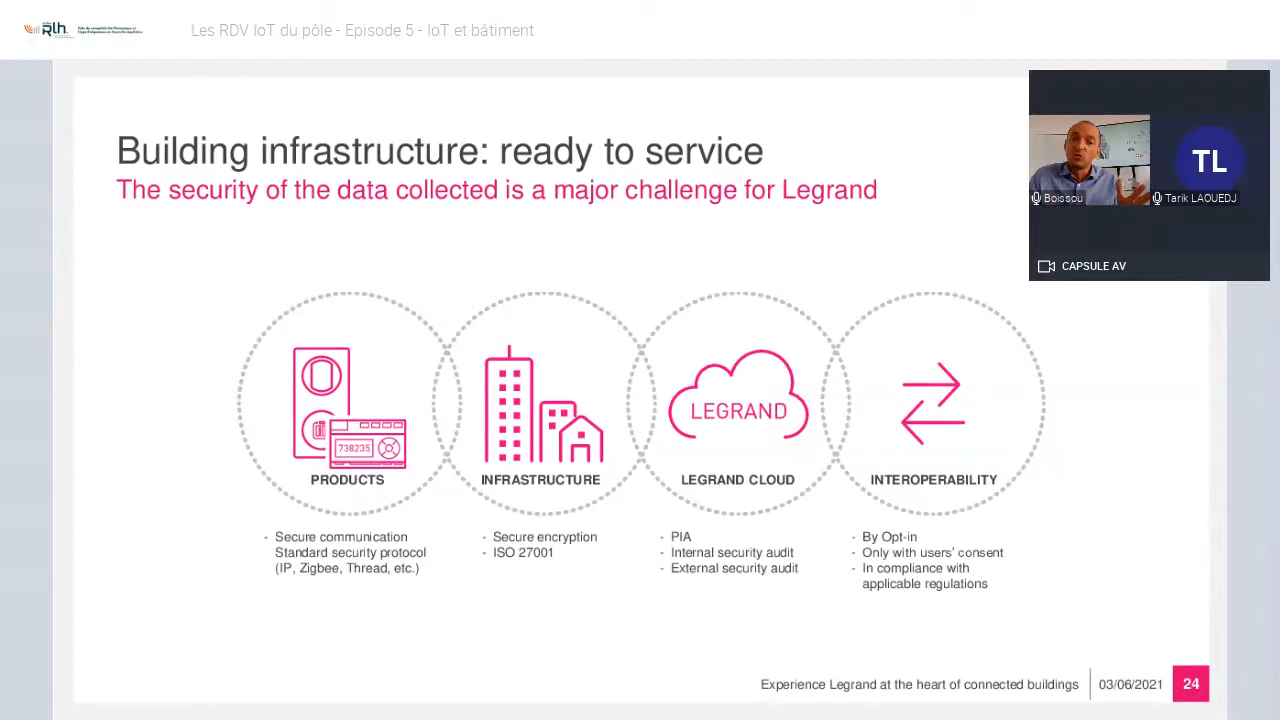 Rlh
Les RDV IoT du pôle - Episode 5 - IoT et bâtiment
Building infrastructure: ready to service
The security of the data collected is a major challenge for Legrand
TL
Boissou
Tarik LAOUEDJ
CAPSULE AV
738235
LEGRAND
PRODUCTS
INFRASTRUCTURE
LEGRAND CLOUD
INTEROPERABILITY
- Secure communication
Standard security protocol
(IP, Zigbee, Thread, etc.)
- Secure encryption
- ISO 27001
- PIA
- Internal security audit
- External security audit
- By Opt-in
- Only with users' consent
- In compliance with
applicable regulations
Experience Legrand at the heart of connected buildings
03/06/2021
24